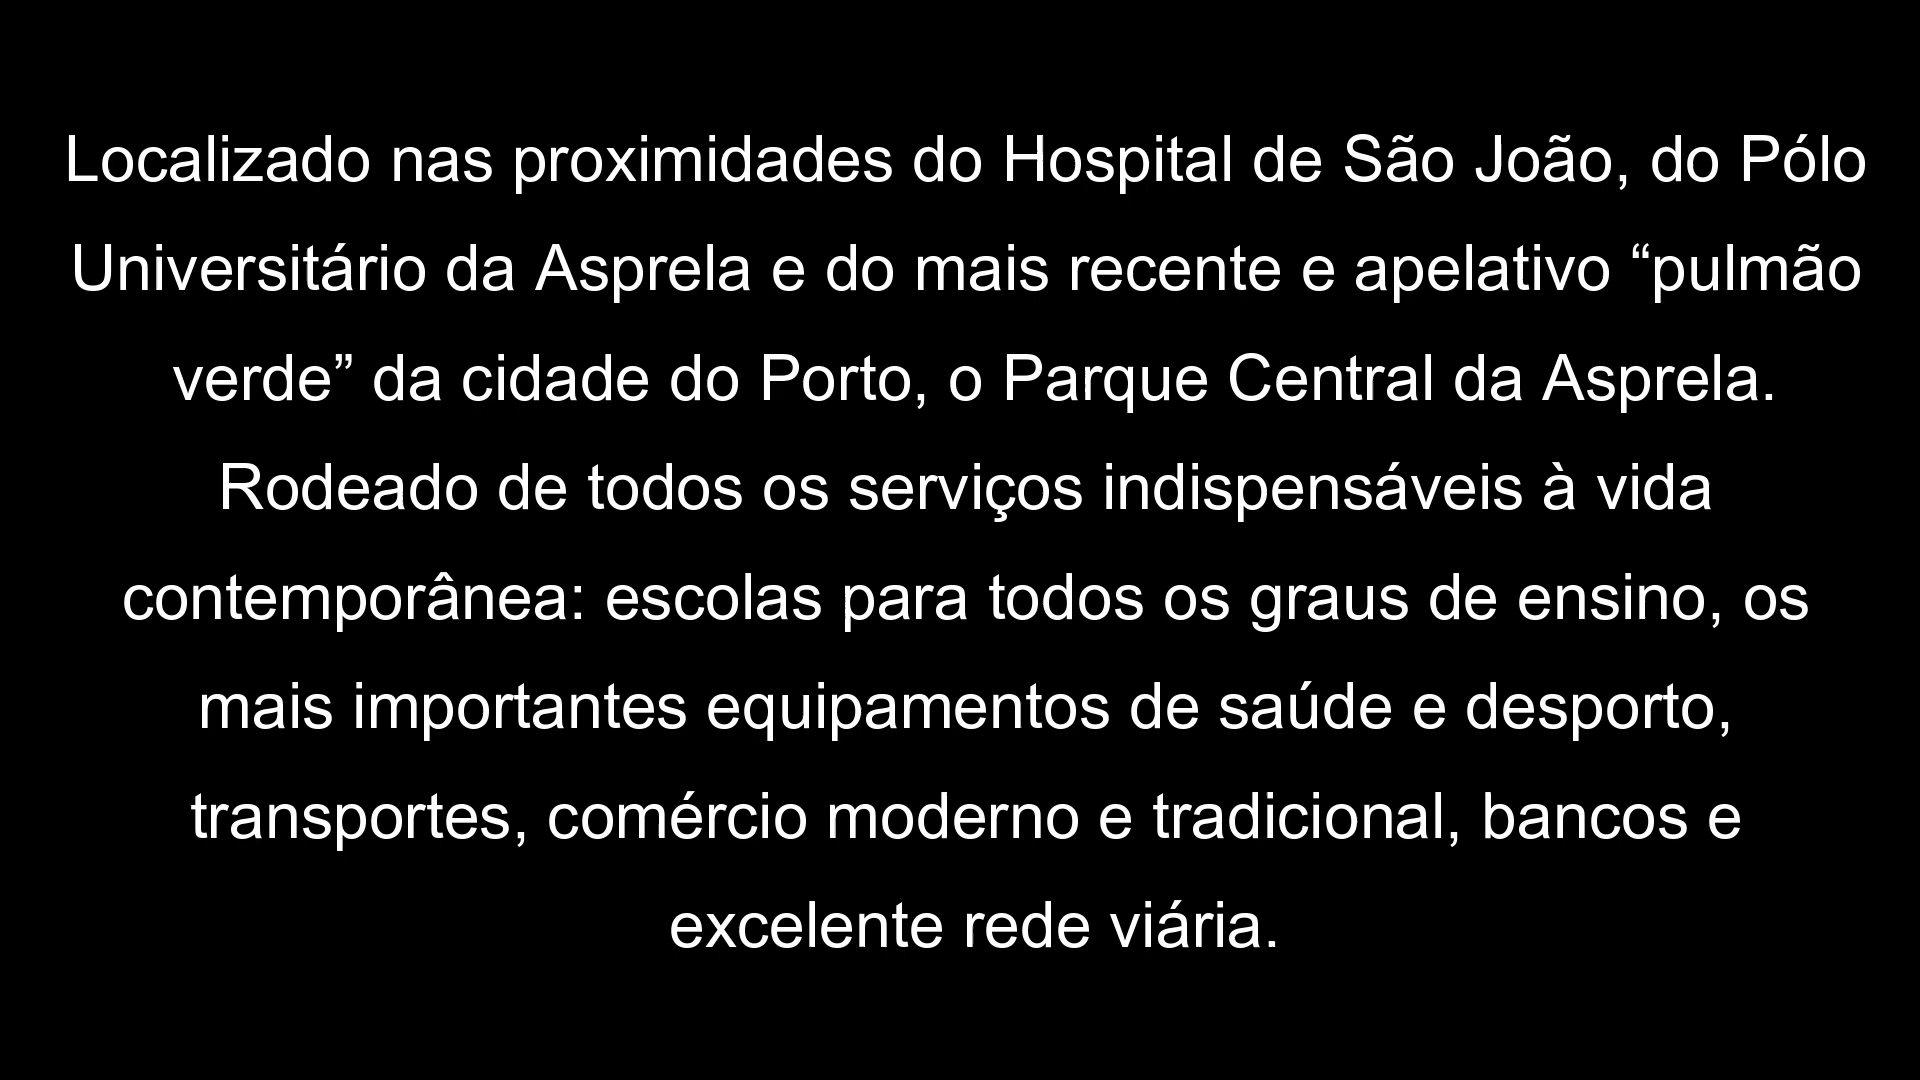 Localizado nas proximidades do Hospital de São João, do Pólo
Universitário da Asprela e do mais recente e apelativo “pulmão
verde” da cidade do Porto, o Parque Central da Asprela.
Rodeado de todos os serviços indispensáveis à vida
contemporânea: escolas para todos os graus de ensino, os
mais importantes equipamentos de saúde e desporto,
transportes, comércio moderno e tradicional, bancos e
excelente rede viária.